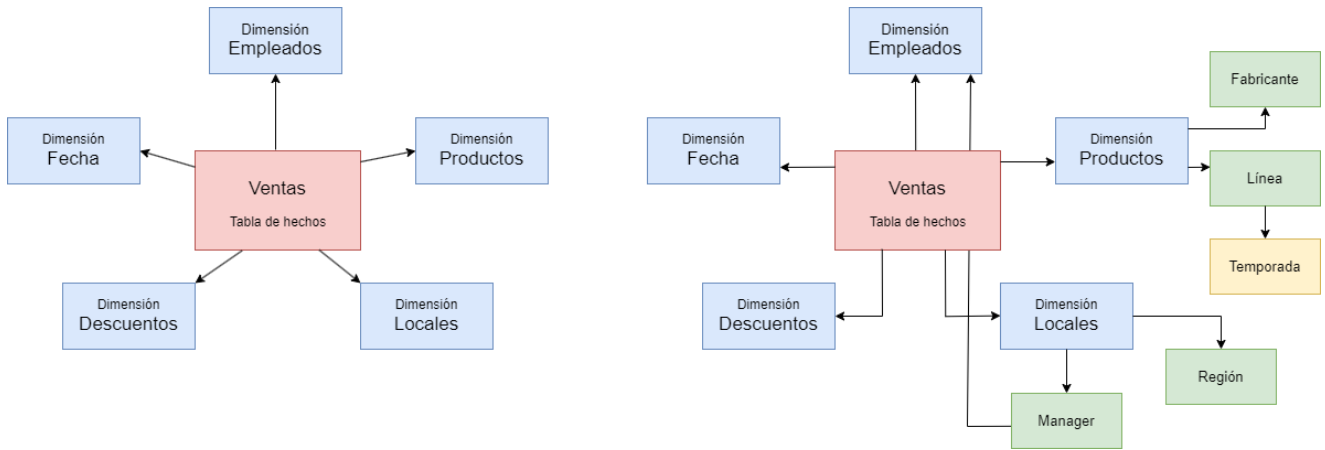 Dimensión
Empleados
Dimensión
Fecha
Dimensión
Productos
Ventas
Tabla de hechos
Dimensión
Descuentos
Dimensión
Locales
Dimensión
Empleados
Fabricante
Dimensión
Fecha
Dimensión
Productos
Ventas
Tabla de hechos
Línea
Temporada
Dimensión
Descuentos
Dimensión
Locales
Región
Manager